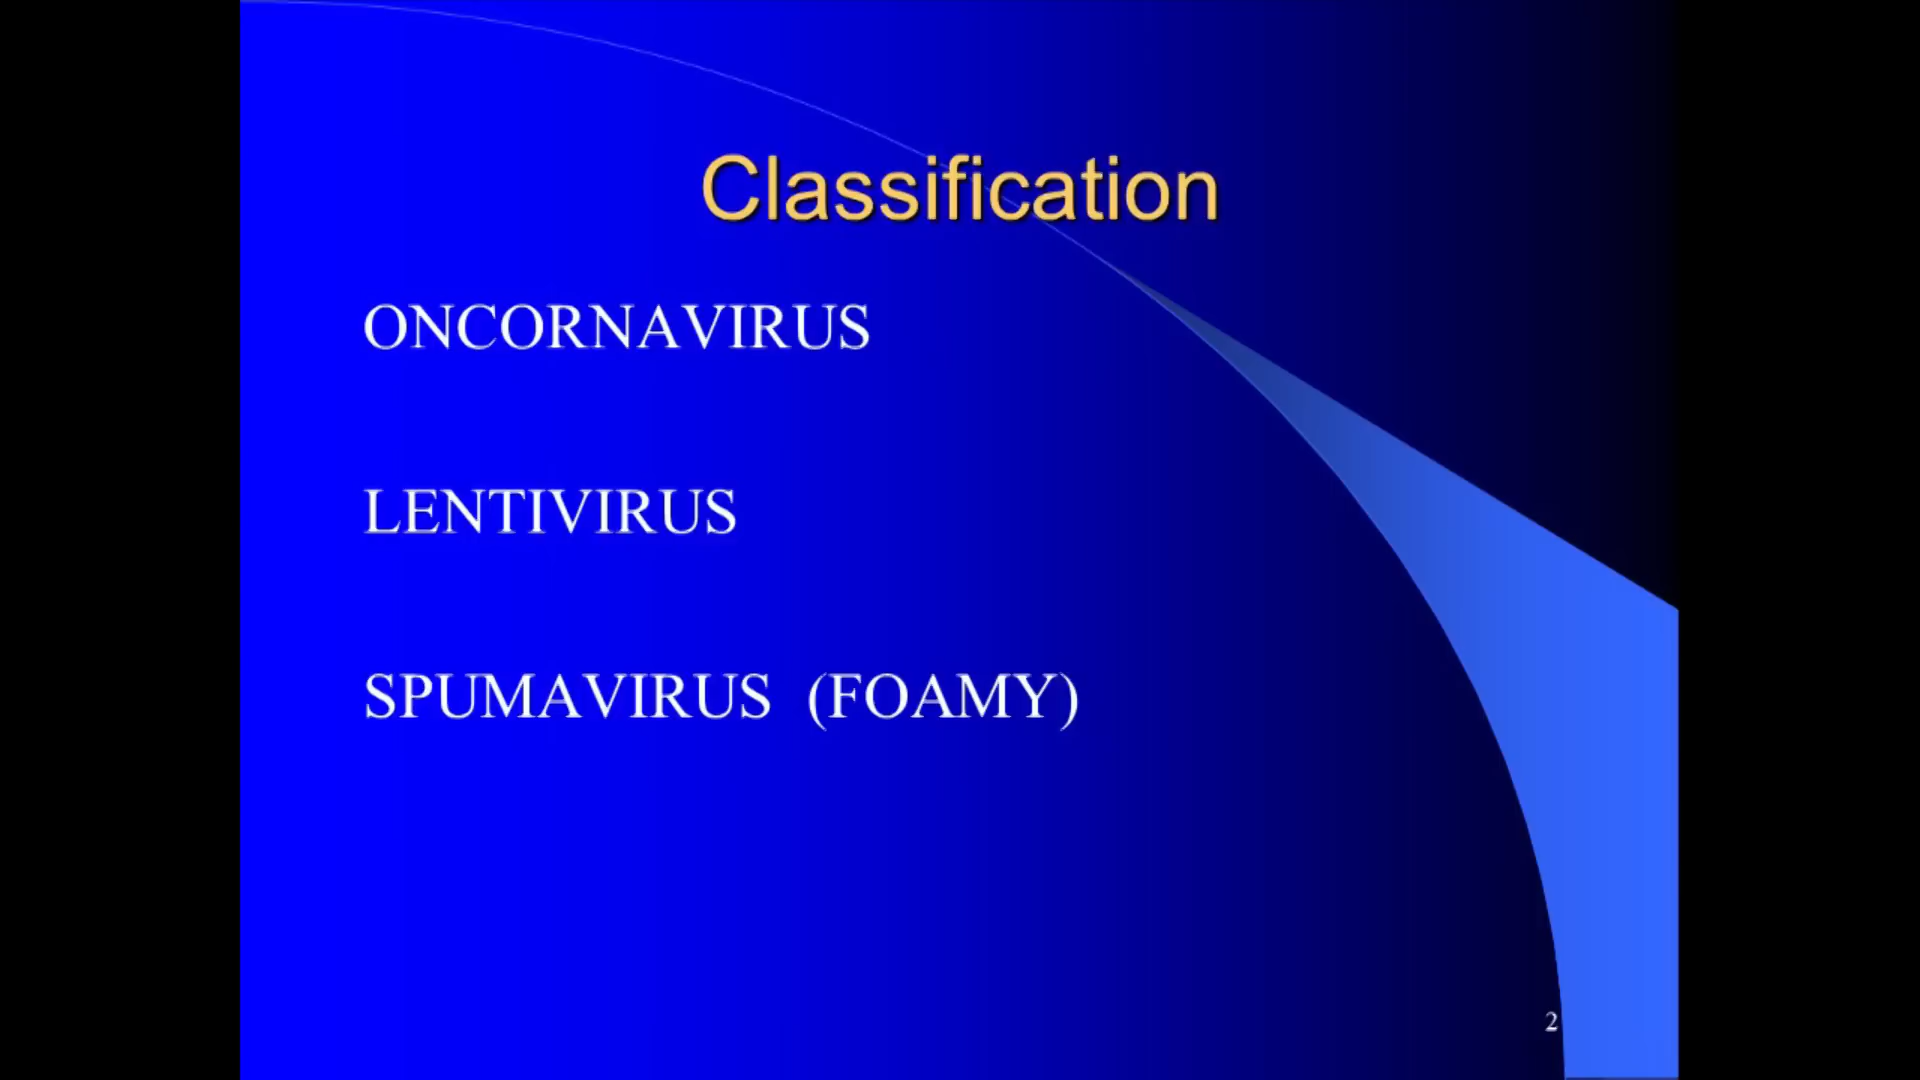 Classification
ONCORNAVIRUS
LENTIVIRUS
SPUMAVIRUS (FOAMY)
2